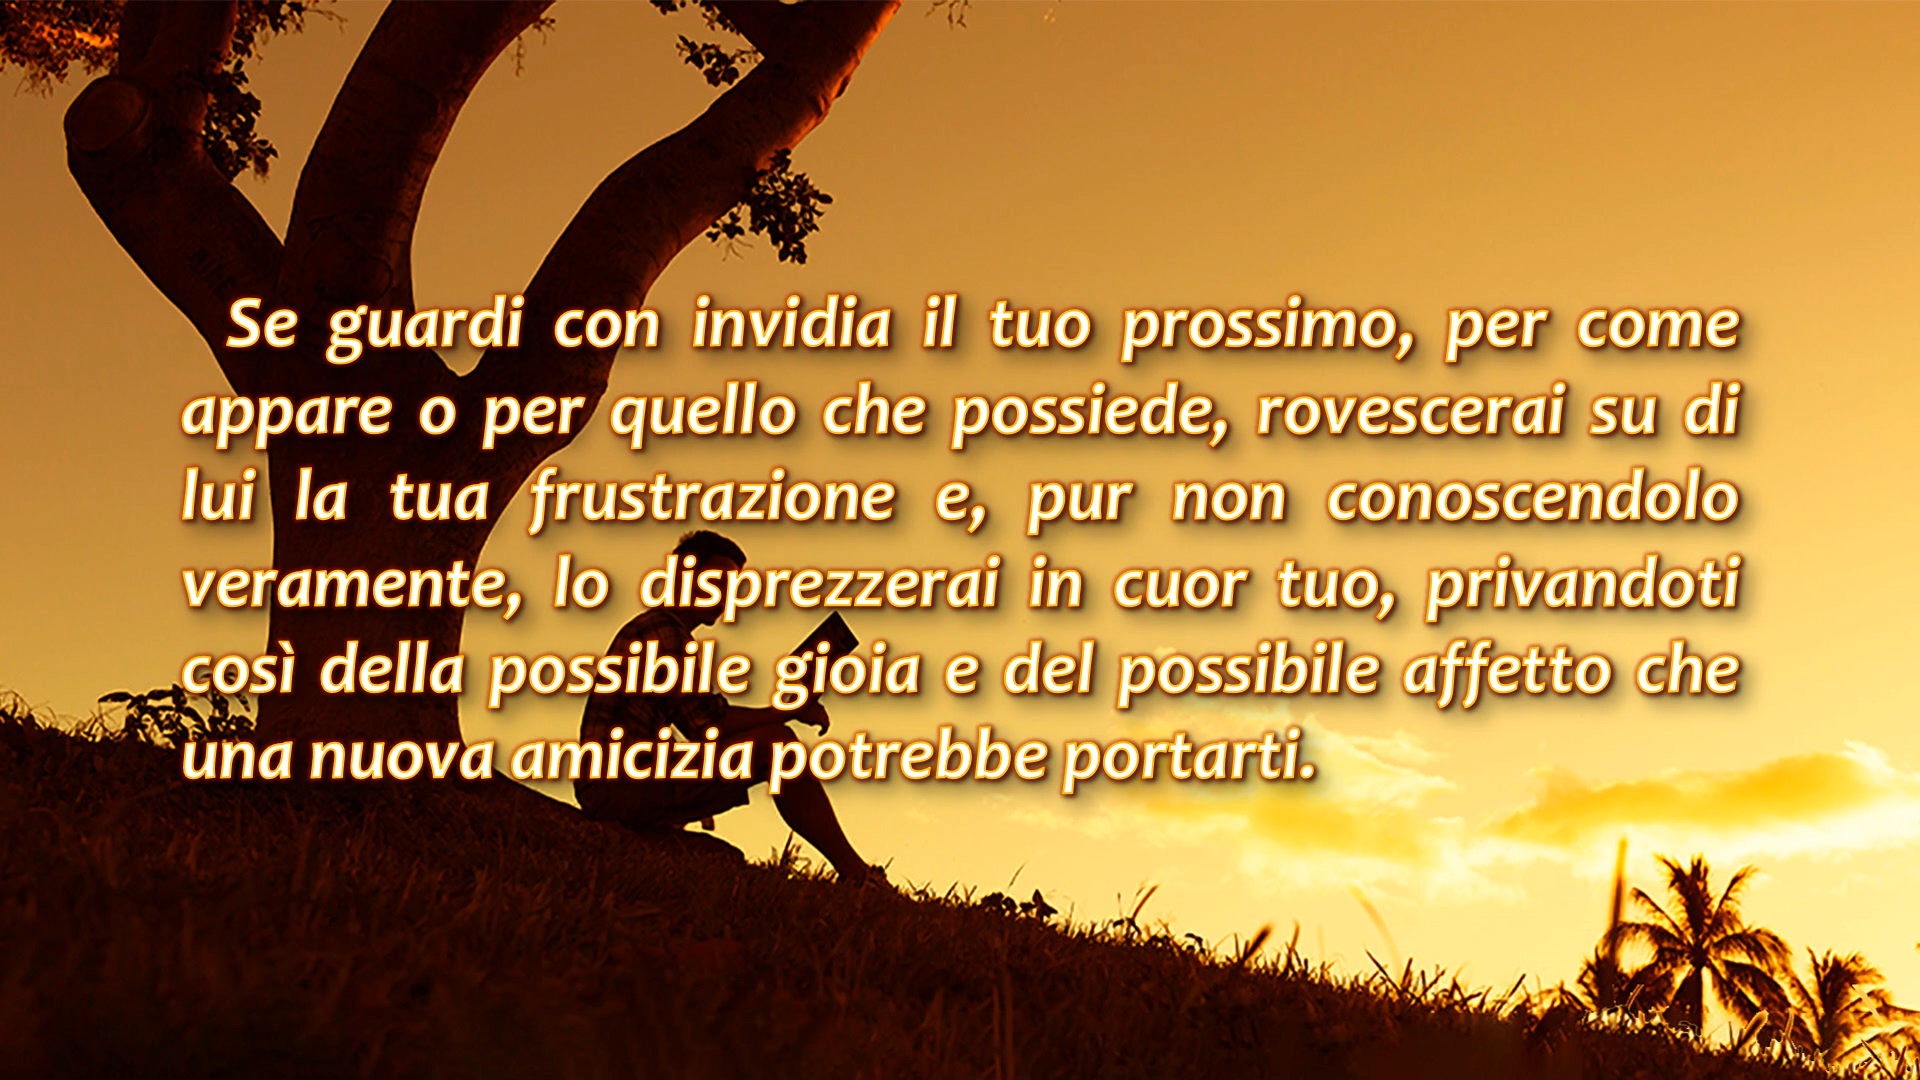 Se guardi con invidia il tuo prossimo, per come
appare o per quello che possiede, rovescerai su di
lui la tua frustrazione e, pur non conoscendolo
veramente, lo disprezzerai in cuor tuo, privandoti
così della possibile gioia e del possibile affetto che
una nuova amicizia potrebbe portarti.